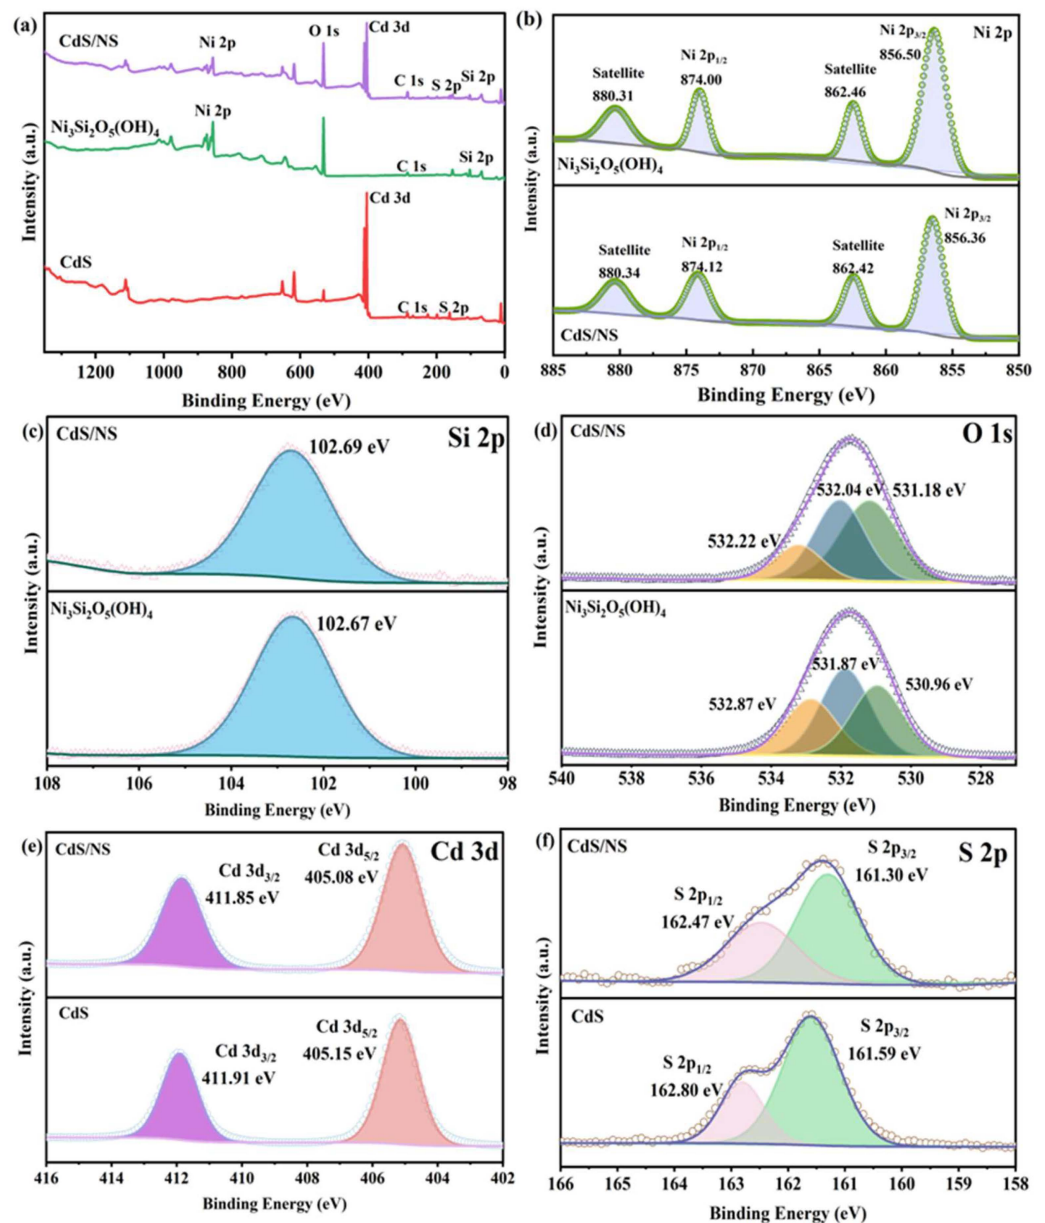 (a)
CdS/NS
Ni 2p
O 1s
Cd 3d
C 1s
S 2p
Si 2p
Ni₃Si₂O₅(OH)₄
Ni 2p
C 1s
Si 2p
CdS
Cd 3d
C 1s
S 2p
Intensity (a.u.)
1200 1000 800 600 400 200 0
Binding Energy (eV)
(b)
Ni 2p
Satellite
880.31
Ni 2p₁/₂
874.00
Satellite
862.46
Ni 2p₃/₂
856.50
Ni₃Si₂O₅(OH)₄
Satellite
880.34
Ni 2p₁/₂
874.12
Satellite
862.42
Ni 2p₃/₂
856.36
CdS/NS
Intensity (a.u.)
885 880 875 870 865 860 855 850
Binding Energy (eV)
(c)
CdS/NS
Si 2p
102.69 eV
Ni₃Si₂O₅(OH)₄
102.67 eV
Intensity (a.u.)
108 106 104 102 100 98
Binding Energy (eV)
(d)
CdS/NS
O 1s
532.04 eV
531.18 eV
532.22 eV
Ni₃Si₂O₅(OH)₄
531.87 eV
530.96 eV
532.87 eV
Intensity (a.u.)
540 538 536 534 532 530 528
Binding Energy (eV)
(e)
CdS/NS
Cd 3d
Cd 3d₃/₂
411.85 eV
Cd 3d₅/₂
405.08 eV
CdS
Cd 3d₃/₂
411.91 eV
Cd 3d₅/₂
405.15 eV
Intensity (a.u.)
416 414 412 410 408 406 404 402
Binding Energy (eV)
(f)
CdS/NS
S 2p
S 2p₃/₂
161.30 eV
S 2p₁/₂
162.47 eV
CdS
S 2p₃/₂
161.59 eV
S 2p₁/₂
162.80 eV
Intensity (a.u.)
166 165 164 163 162 161 160 159 158
Binding Energy (eV)